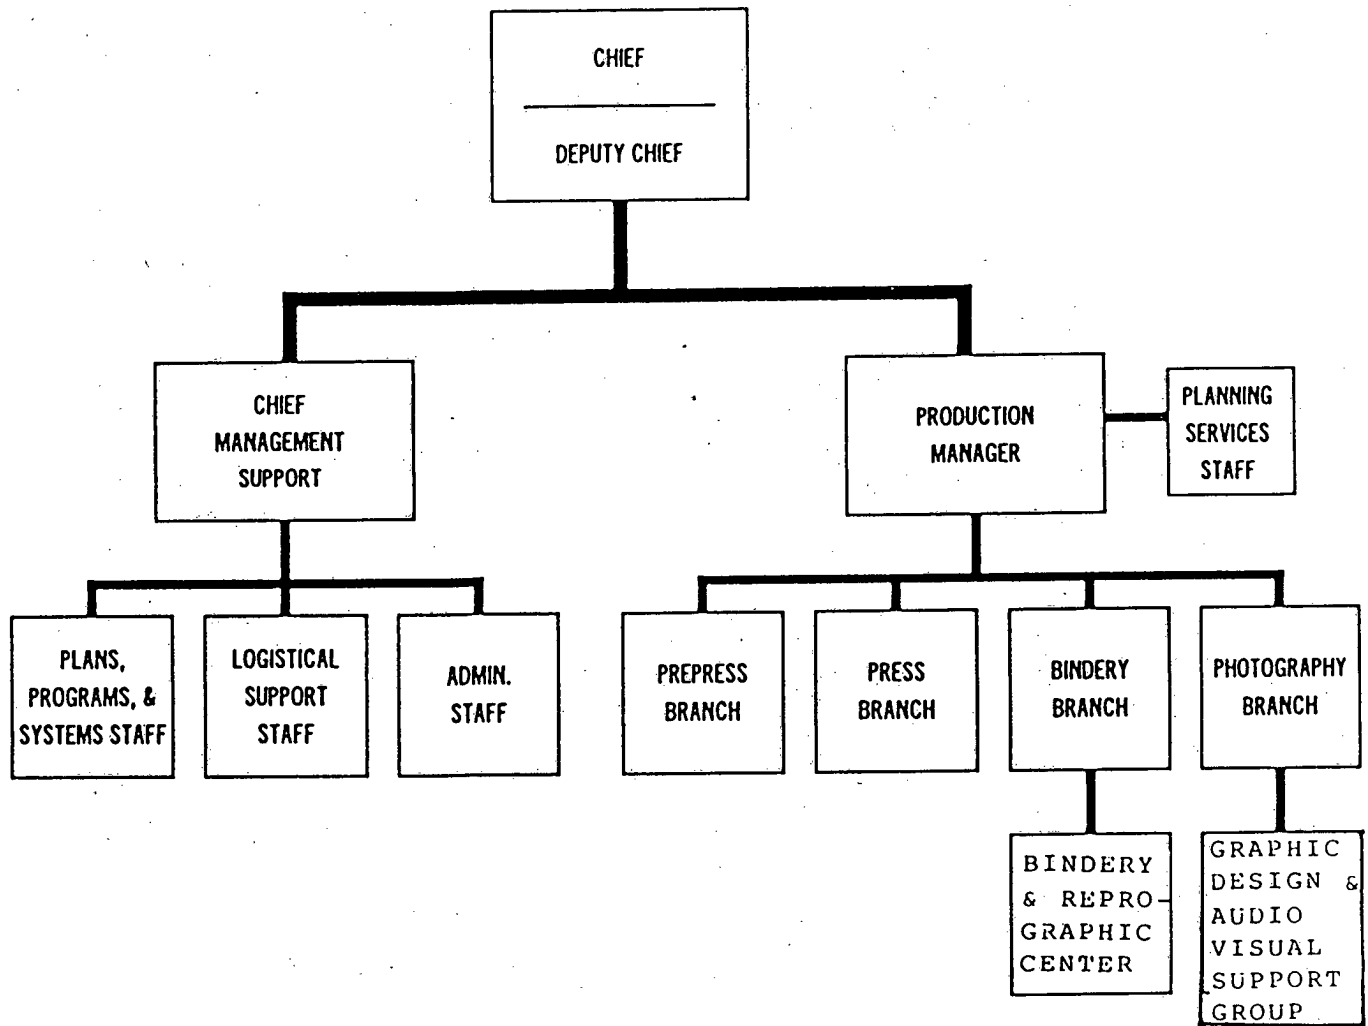 CHIEF
DEPUTY CHIEF
CHIEF
MANAGEMENT
SUPPORT
PRODUCTION
MANAGER
PLANNING
SERVICES
STAFF
PLANS,
PROGRAMS, &
SYSTEMS STAFF
LOGISTICAL
SUPPORT
STAFF
ADMIN.
STAFF
PREPRESS
BRANCH
PRESS
BRANCH
BINDERY
BRANCH
PHOTOGRAPHY
BRANCH
BINDERY
& REPRO-
GRAPHIC
CENTER
GRAPHIC
DESIGN &
AUDIO
VISUAL
SUPPORT
GROUP